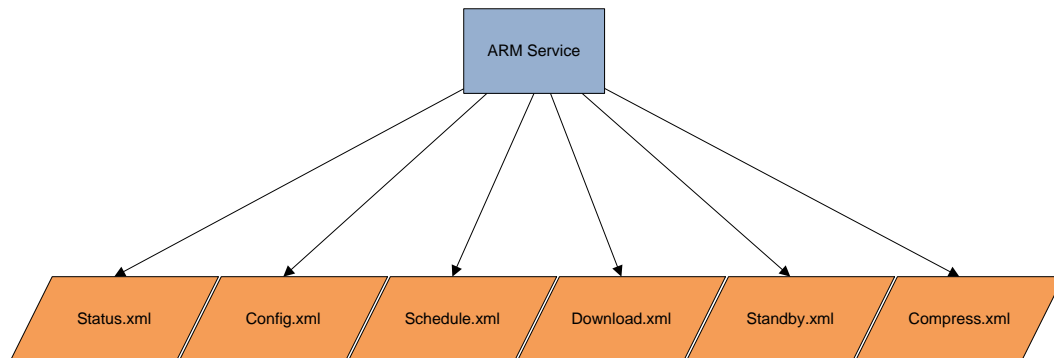 ARM Service
Status.xml
Config.xml
Schedule.xml
Download.xml
Standby.xml
Compress.xml